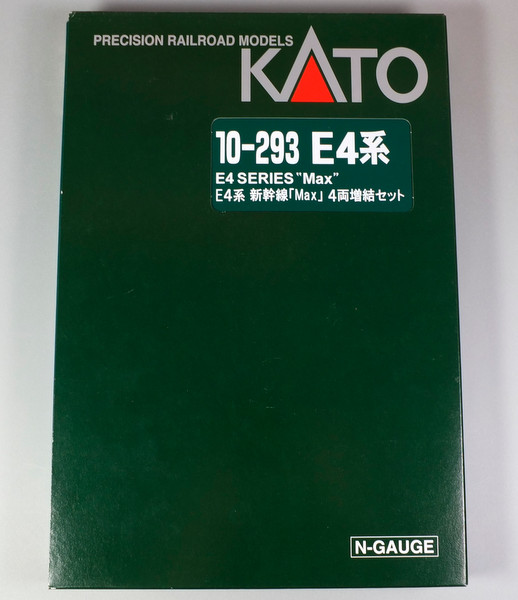 PRECISION RAILROAD MODELS
KATO
10-293 E4系
E4 SERIES "Max"
E4系 新幹線「Max」 4両増結セット
N-GAUGE